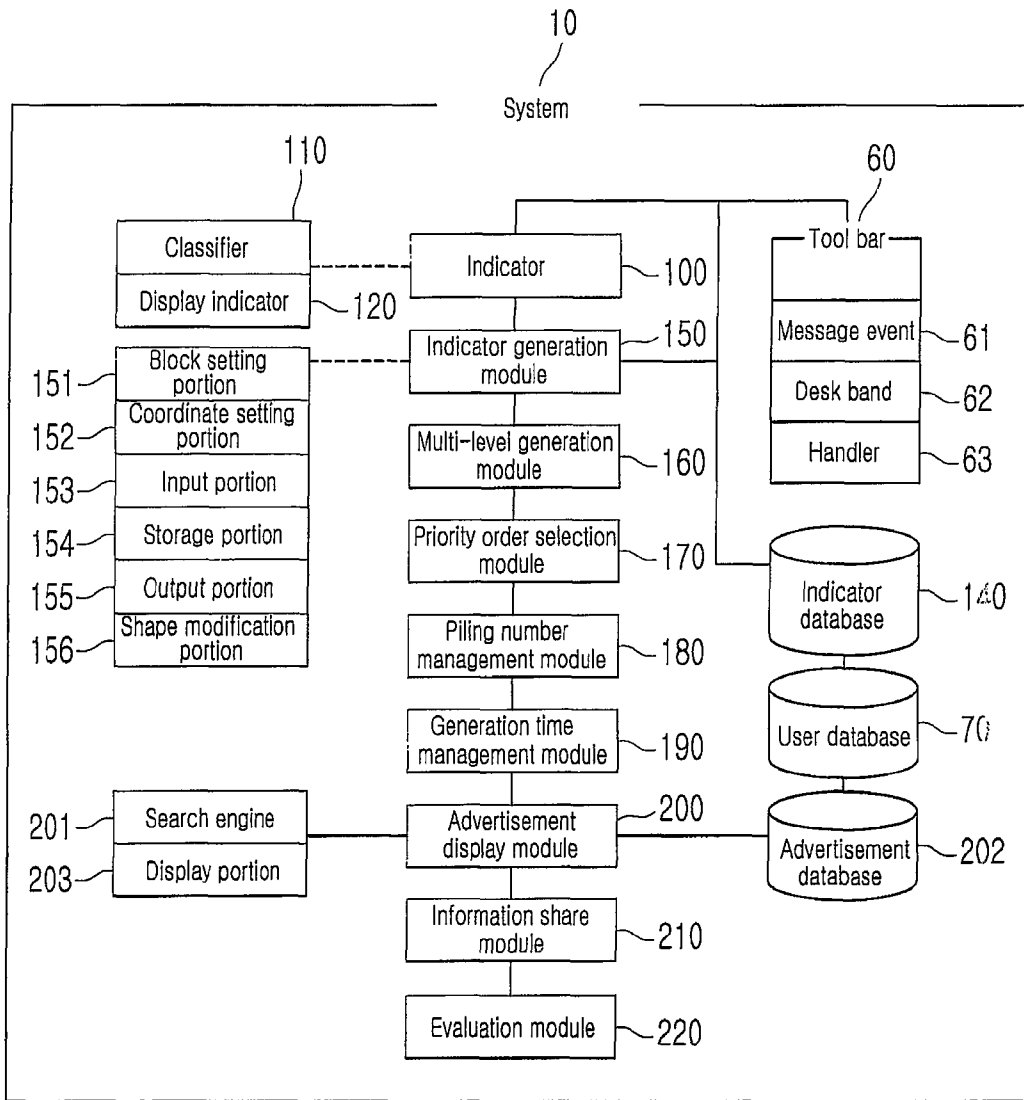 10
System
110
Classifier
Display indicator
120
Block setting
portion
151
Coordinate setting
portion
152
Input portion
153
Storage portion
154
Output portion
155
Shape modification
portion
156
Search engine
201
Display portion
203
Indicator
100
Indicator generation
module
150
Multi-level generation
module
160
Priority order selection
module
170
Piling number
management module
180
Generation time
management module
190
Advertisement
display module
200
Information share
module
210
Evaluation module
220
60
Tool bar
Message event
61
Desk band
62
Handler
63
Indicator
database
140
User database
70
Advertisement
database
202